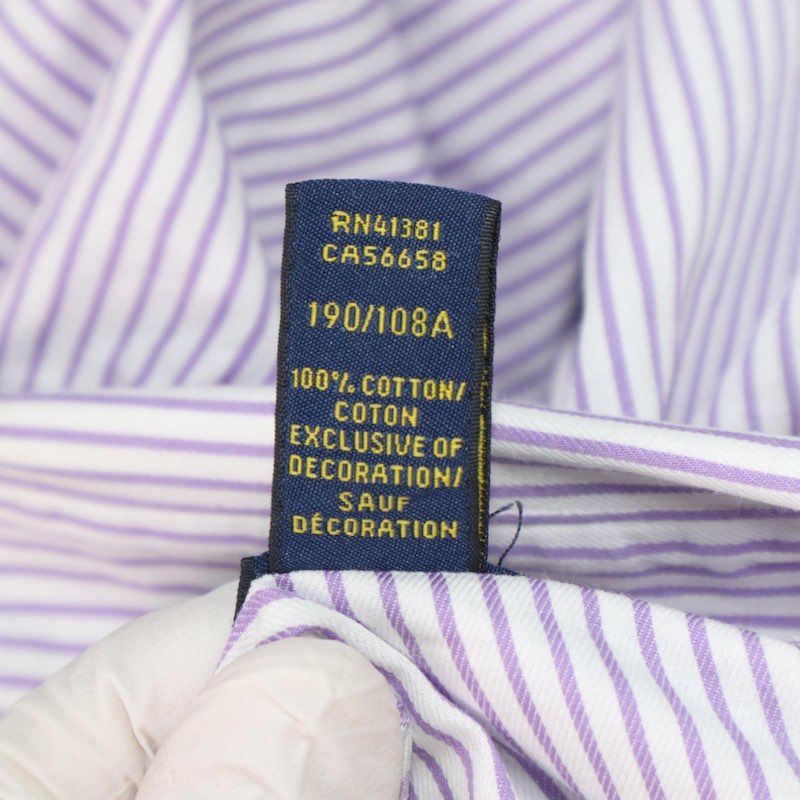 RN41381
CA56658
190/108A
100% COTTON/
COTON
EXCLUSIVE OF
DECORATION/
SAUF
DÉCORATION